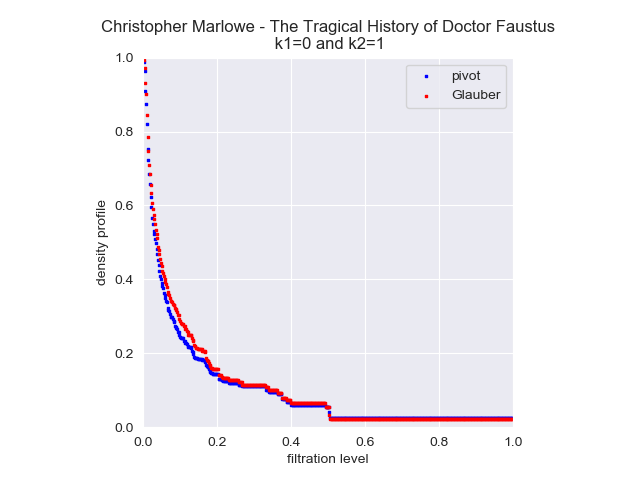 Christopher Marlowe - The Tragical History of Doctor Faustus
k1=0 and k2=1
1.0
pivot
Glauber
0.8
0.6
density profile
0.4
0.2
0.0
0.0 0.2 0.4 0.6 0.8 1.0
filtration level